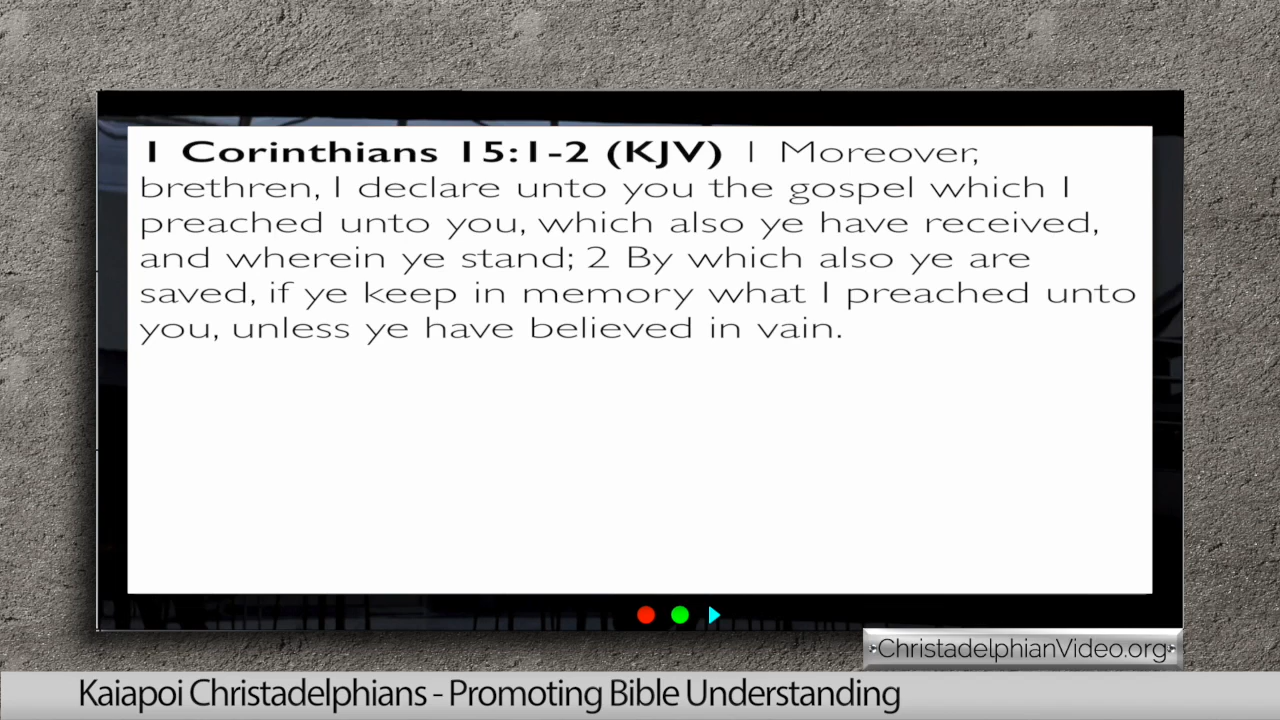 1 Corinthians 15:1-2 (KJV) 1 Moreover,
brethren, I declare unto you the gospel which I
preached unto you, which also ye have received,
and wherein ye stand; 2 By which also ye are
saved, if ye keep in memory what I preached unto
you, unless ye have believed in vain.
ChristadelphianVideo.org
Kaiapoi Christadelphians - Promoting Bible Understanding